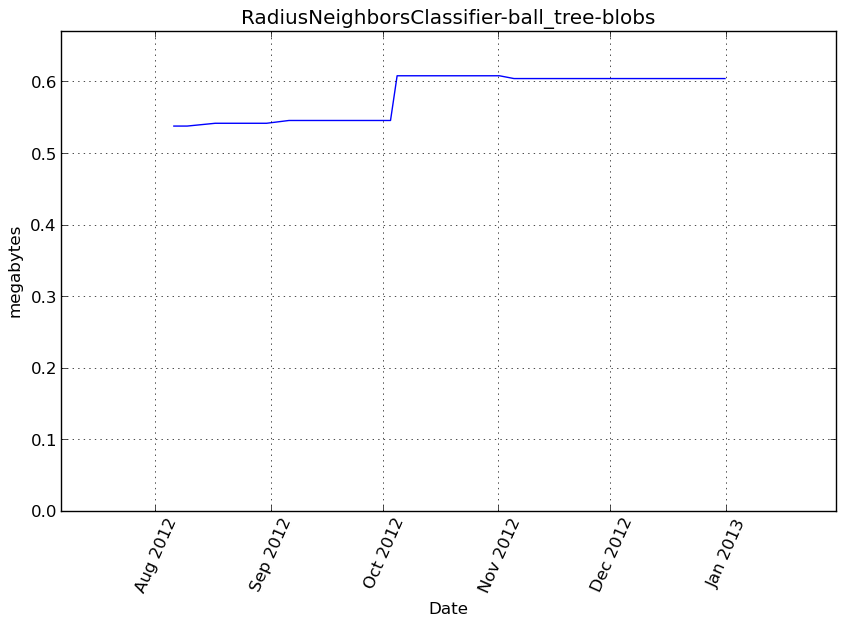 RadiusNeighborsClassifier-ball_tree-blobs
0.6
0.5
0.4
0.3
0.2
0.1
0.0
megabytes
Aug 2012
Sep 2012
Oct 2012
Nov 2012
Dec 2012
Jan 2013
Date